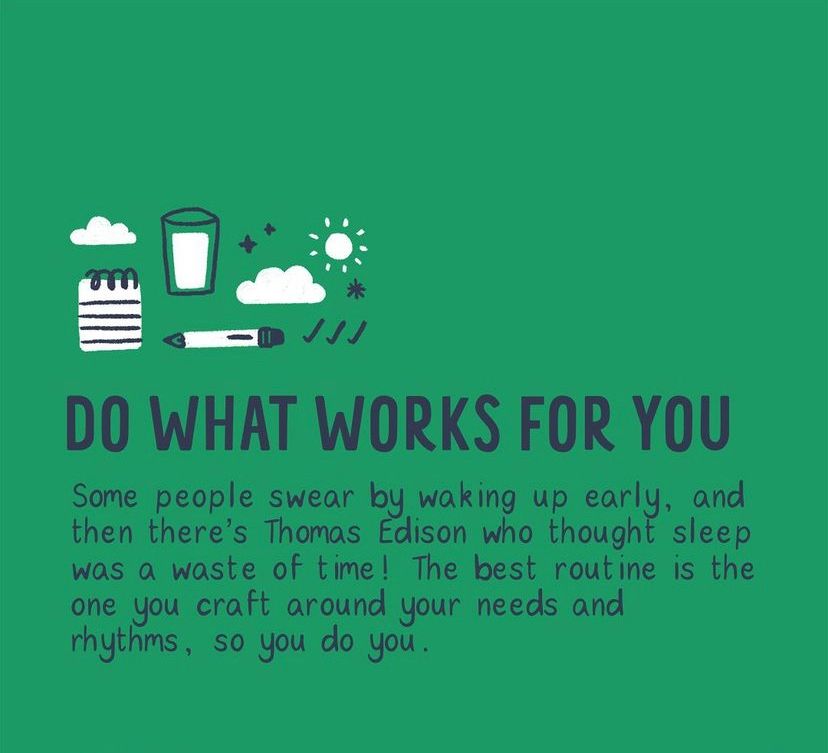 DO WHAT WORKS FOR YOU
Some people swear by waking up early, and
then there's Thomas Edison who thought sleep
was a waste of time! The best routine is the
one you craft around your needs and
rhythms, so you do you.